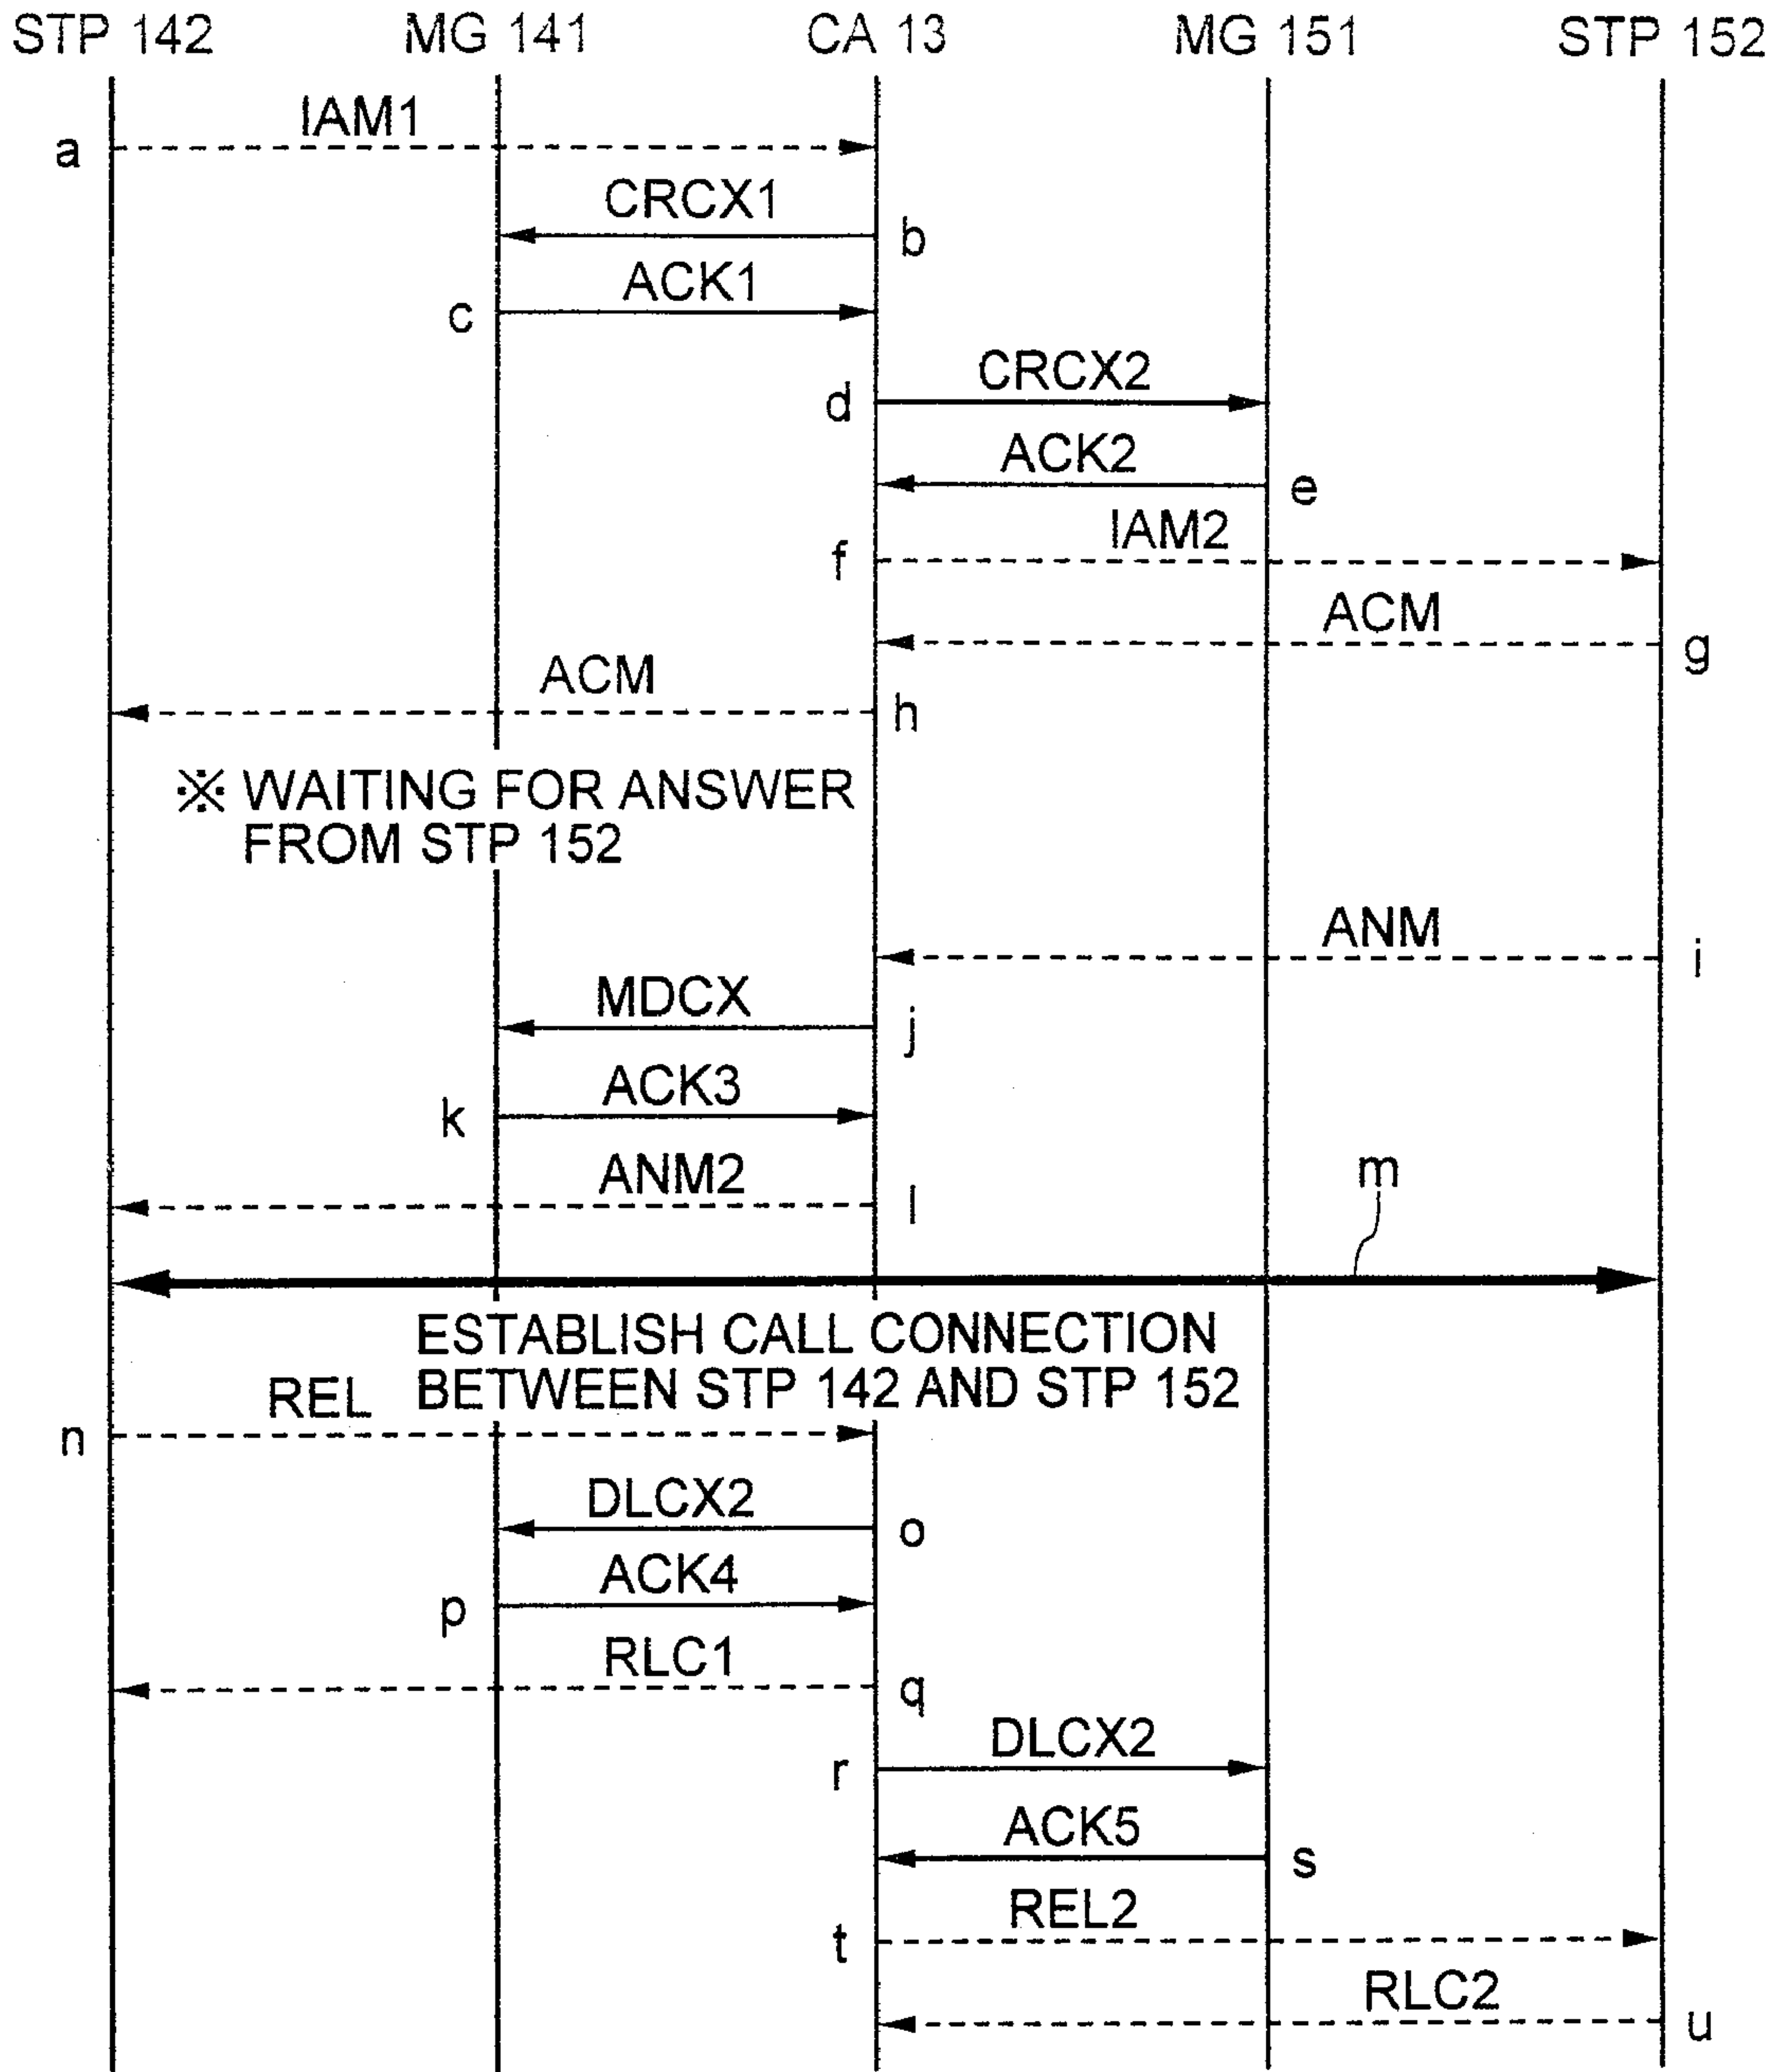 STP 142 MG 141 CA 13 MG 151 STP 152
IAM1
a
CRCX1
b
ACK1
c
CRCX2
d
ACK2
e
IAM2
f
ACM
g
ACM
h
※ WAITING FOR ANSWER
FROM STP 152
ANM
i
MDCX
j
ACK3
k
ANM2
l
m
ESTABLISH CALL CONNECTION
BETWEEN STP 142 AND STP 152
REL
n
DLCX2
o
ACK4
p
RLC1
q
DLCX2
r
ACK5
s
REL2
t
RLC2
u